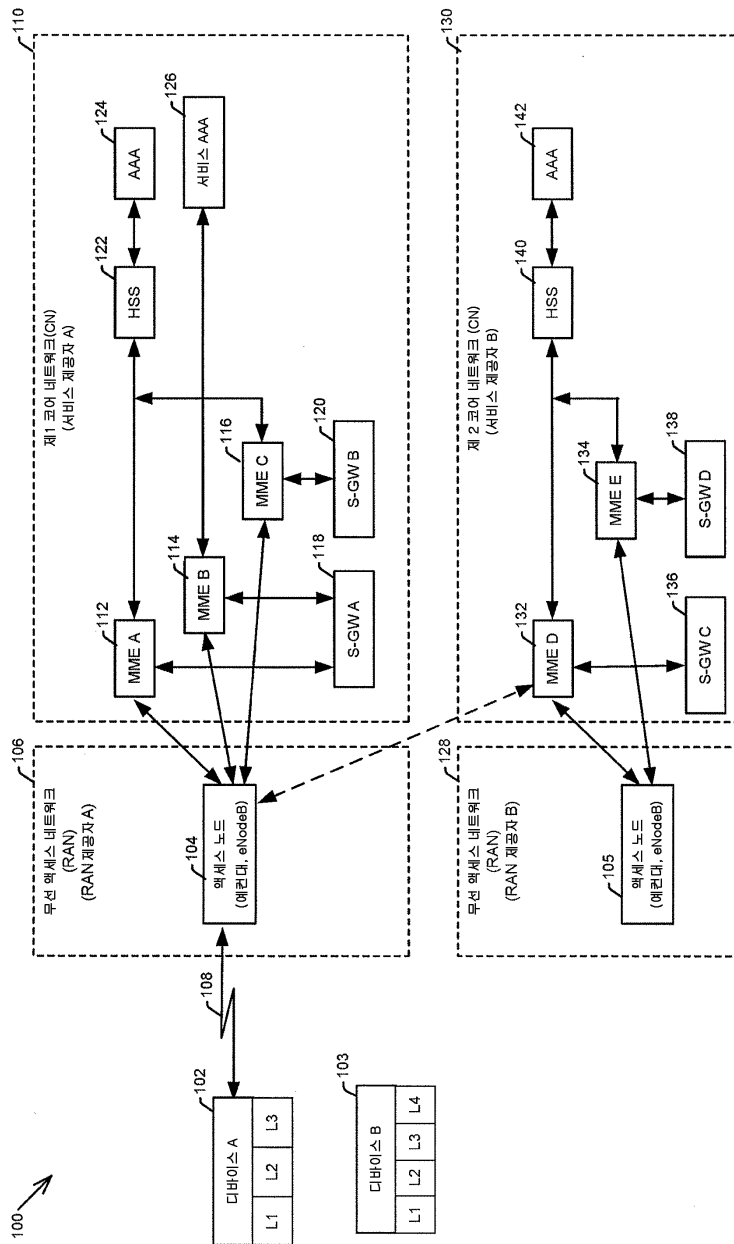 100
102
디바이스 A
L1 L2 L3
103
디바이스 B
L1 L2 L3 L4
108
106
무선 액세스 네트워크
(RAN)
(RAN 제공자 A)
104
액세스 노드
(예컨대, eNodeB)
110
제1 코어 네트워크(CN)
(서비스 제공자 A)
112
MME A
114
MME B
116
MME C
118
S-GW A
120
S-GW B
122
HSS
124
AAA
126
서비스 AAA
128
무선 액세스 네트워크
(RAN)
(RAN 제공자 B)
105
액세스 노드
(예컨대, eNodeB)
130
제 2 코어 네트워크 (CN)
(서비스 제공자 B)
132
MME D
134
MME E
136
S-GW C
138
S-GW D
140
HSS
142
AAA